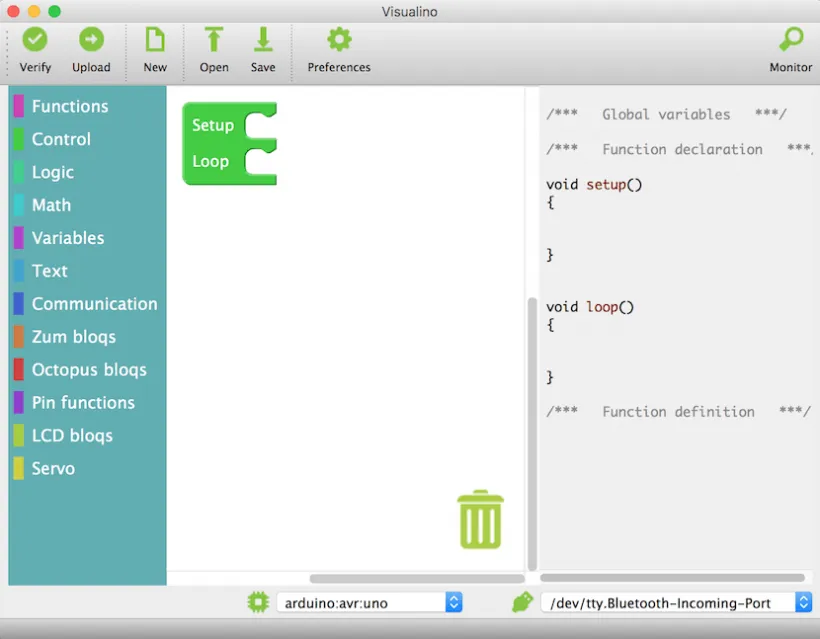 Visualino
Verify Upload New Open Save Preferences Monitor
Functions
Control
Logic
Math
Variables
Text
Communication
Zum bloqs
Octopus bloqs
Pin functions
LCD bloqs
Servo
Setup
Loop
/*** Global variables ***/
/*** Function declaration ***
void setup()
{
}
void loop()
{
}
/*** Function definition ***/
arduino:avr:uno
/dev/tty.Bluetooth-Incoming-Port